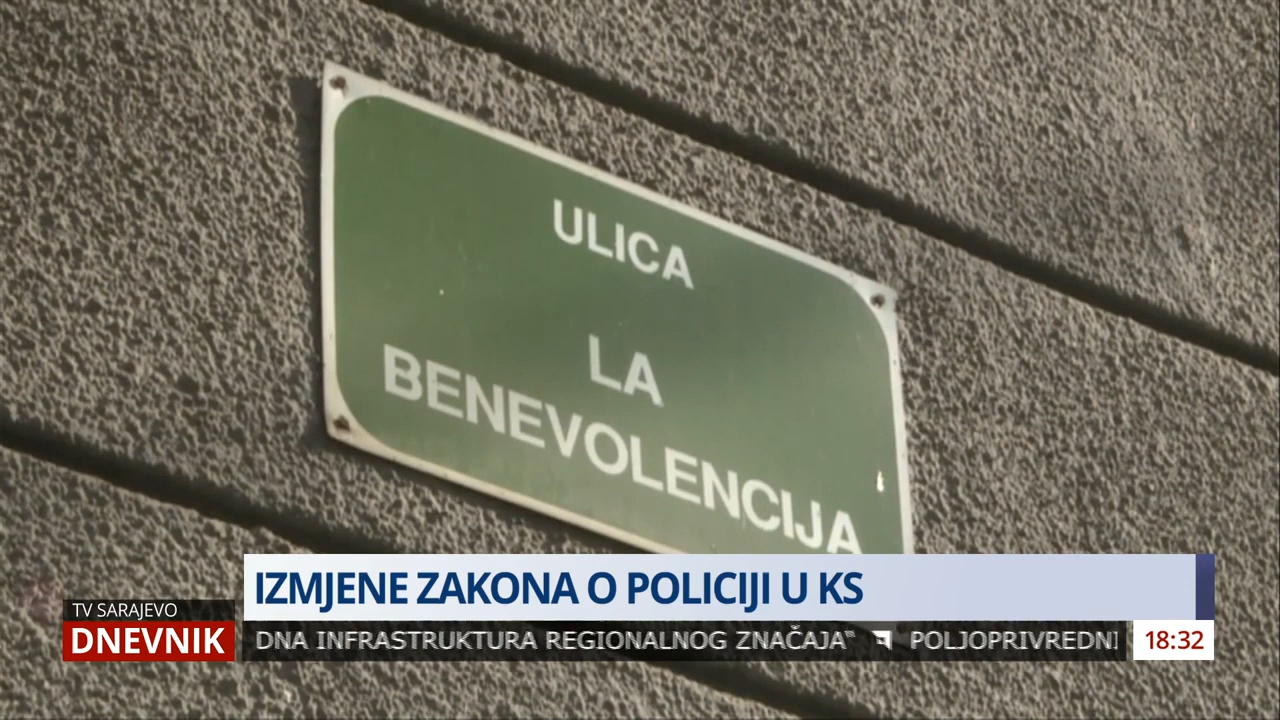 ULICA
LA
BENEVOLENCIJA
IZMJENE ZAKONA O POLICIJI U KS
TV SARAJEVO
DNEVNIK
DNA INFRASTRUKTURA REGIONALNOG ZNAČAJA" POLJOPRIVREDNI
18:32